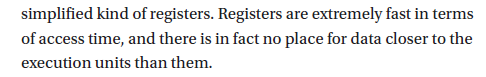 simplified kind of registers. Registers are extremely fast in terms
of access time, and there is in fact no place for data closer to the
execution units than them.